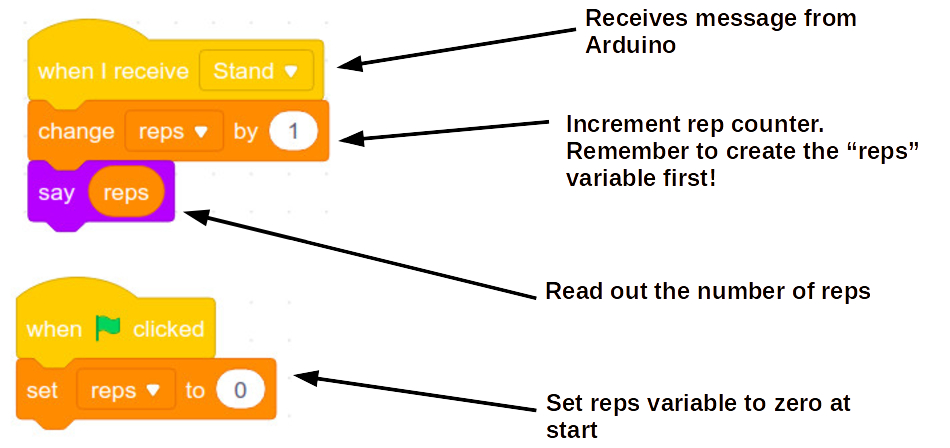 Receives message from
Arduino
when I receive Stand
change reps by 1
Increment rep counter.
Remember to create the “reps”
variable first!
say reps
Read out the number of reps
when clicked
set reps to 0
Set reps variable to zero at
start